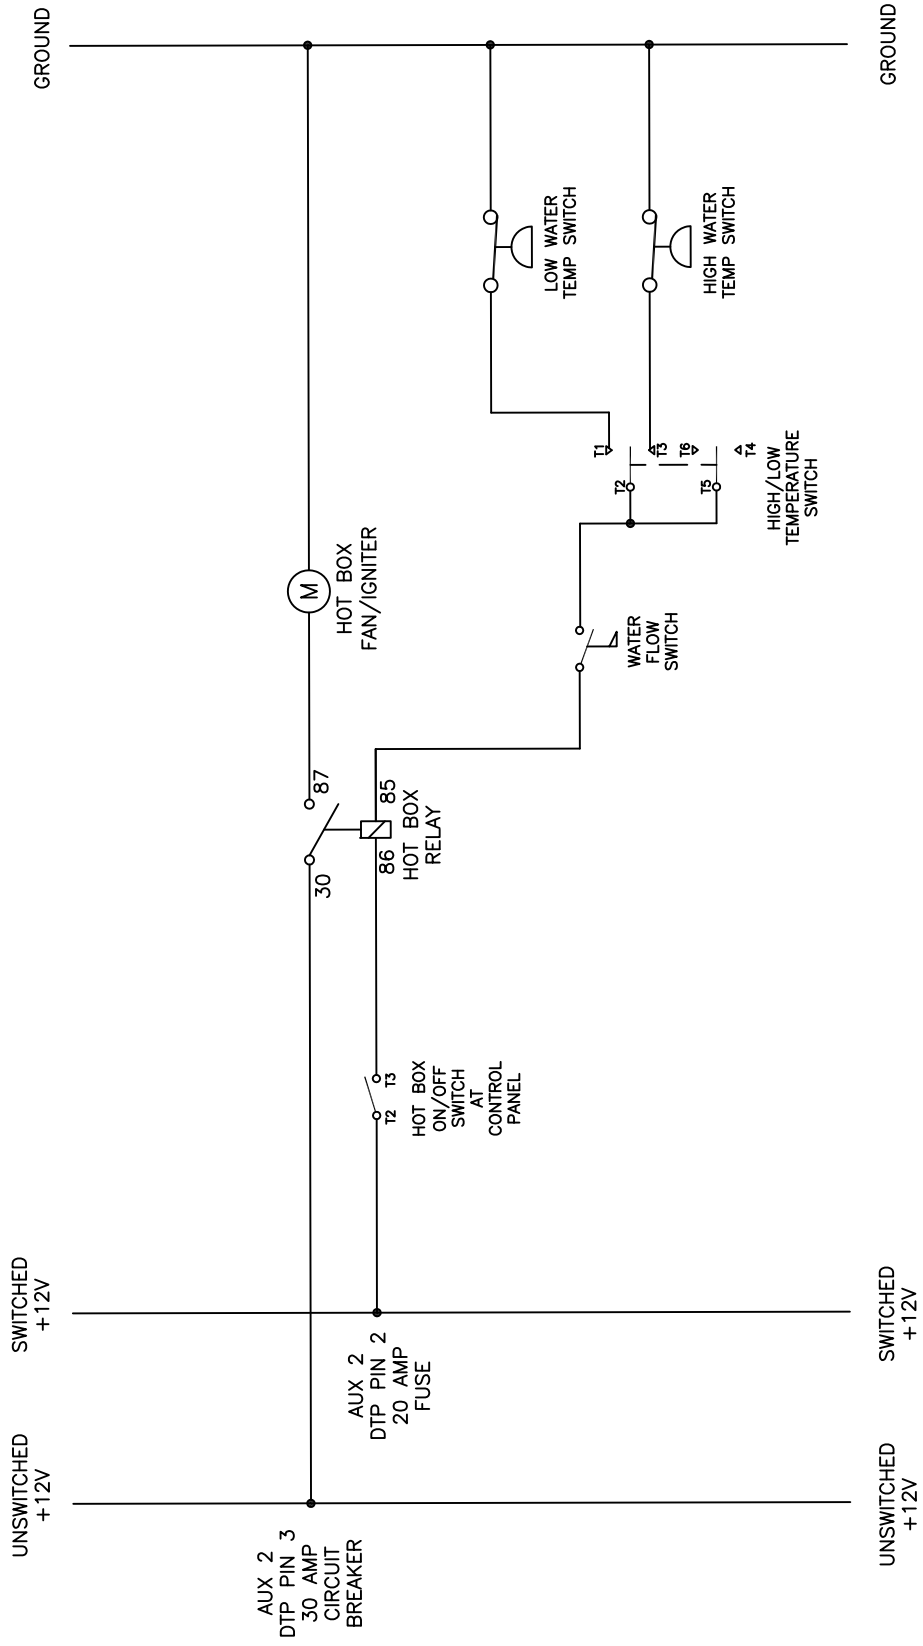 UNSWITCHED
+12V
SWITCHED
+12V
GROUND
AUX 2
DTP PIN 3
30 AMP
CIRCUIT
BREAKER
30
87
M
HOT BOX
FAN/IGNITER
AUX 2
DTP PIN 2
20 AMP
FUSE
T2
T3
HOT BOX
ON/OFF
SWITCH
AT
CONTROL
PANEL
86
85
HOT BOX
RELAY
LOW WATER
TEMP SWITCH
WATER
FLOW
SWITCH
T1
T2
T3
T6
T5
T4
HIGH/LOW
TEMPERATURE
SWITCH
HIGH WATER
TEMP SWITCH
UNSWITCHED
+12V
SWITCHED
+12V
GROUND